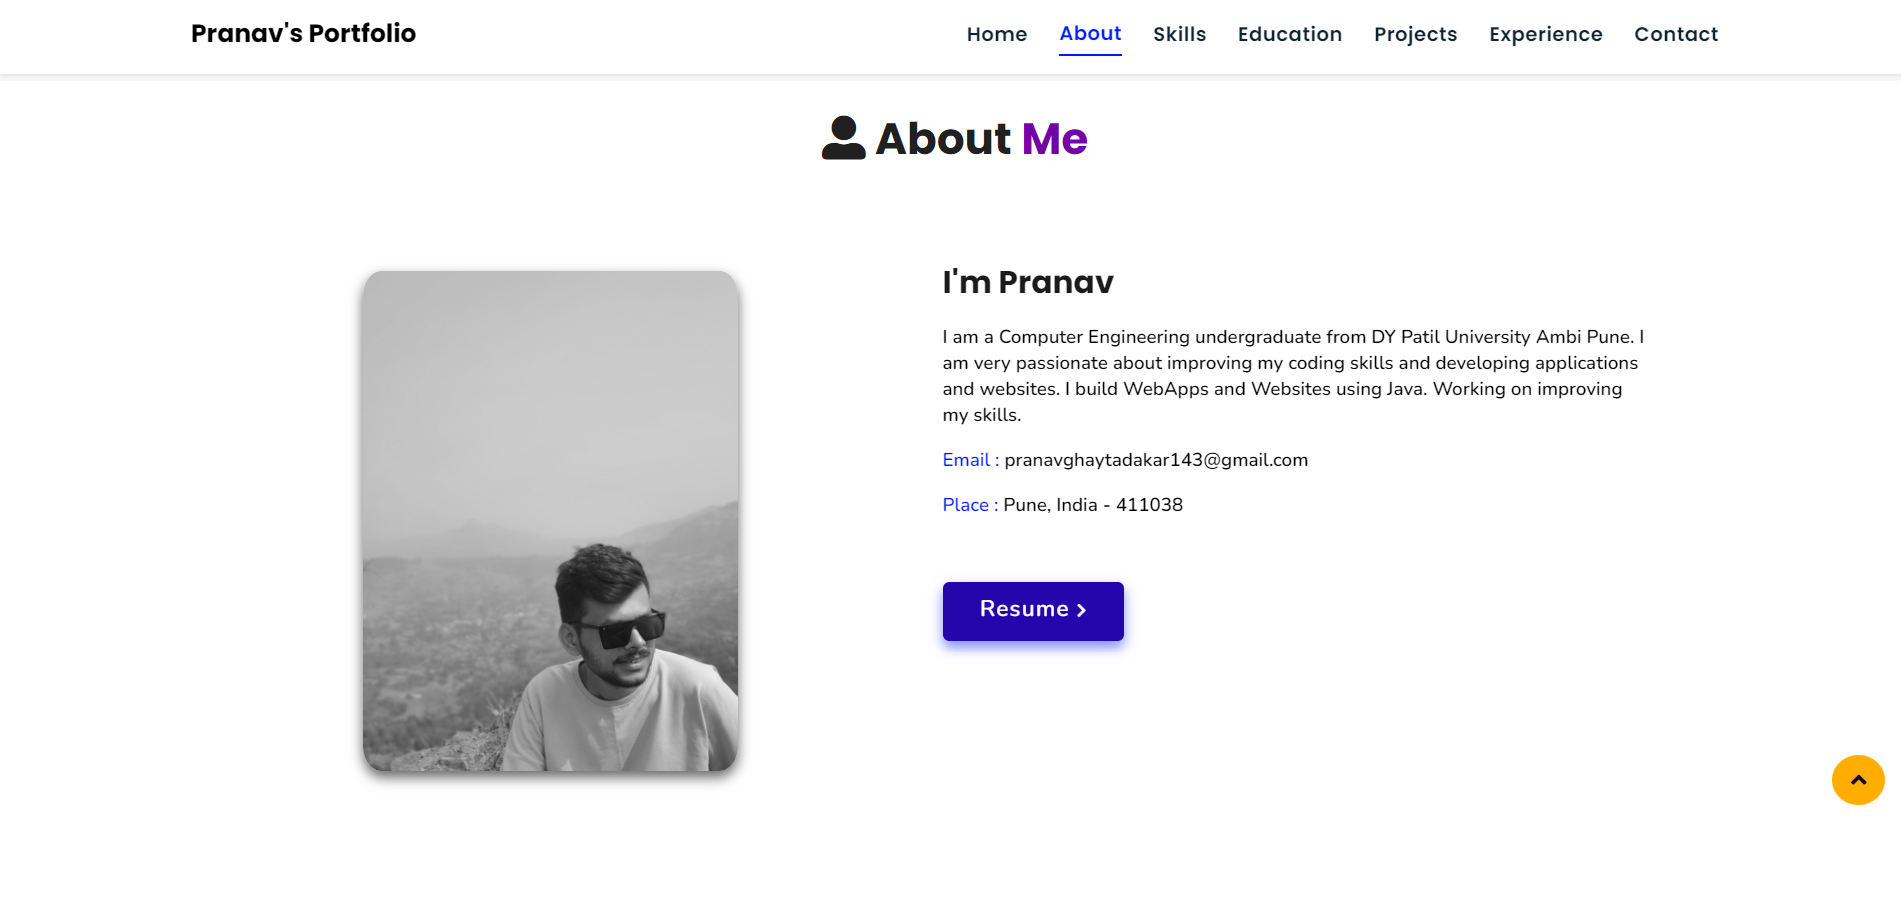 Pranav's Portfolio
Home About Skills Education Projects Experience Contact
About Me
I'm Pranav
I am a Computer Engineering undergraduate from DY Patil University Ambi Pune. I
am very passionate about improving my coding skills and developing applications
and websites. I build WebApps and Websites using Java. Working on improving
my skills.
Email : pranavghaytadakar143@gmail.com
Place : Pune, India - 411038
Resume